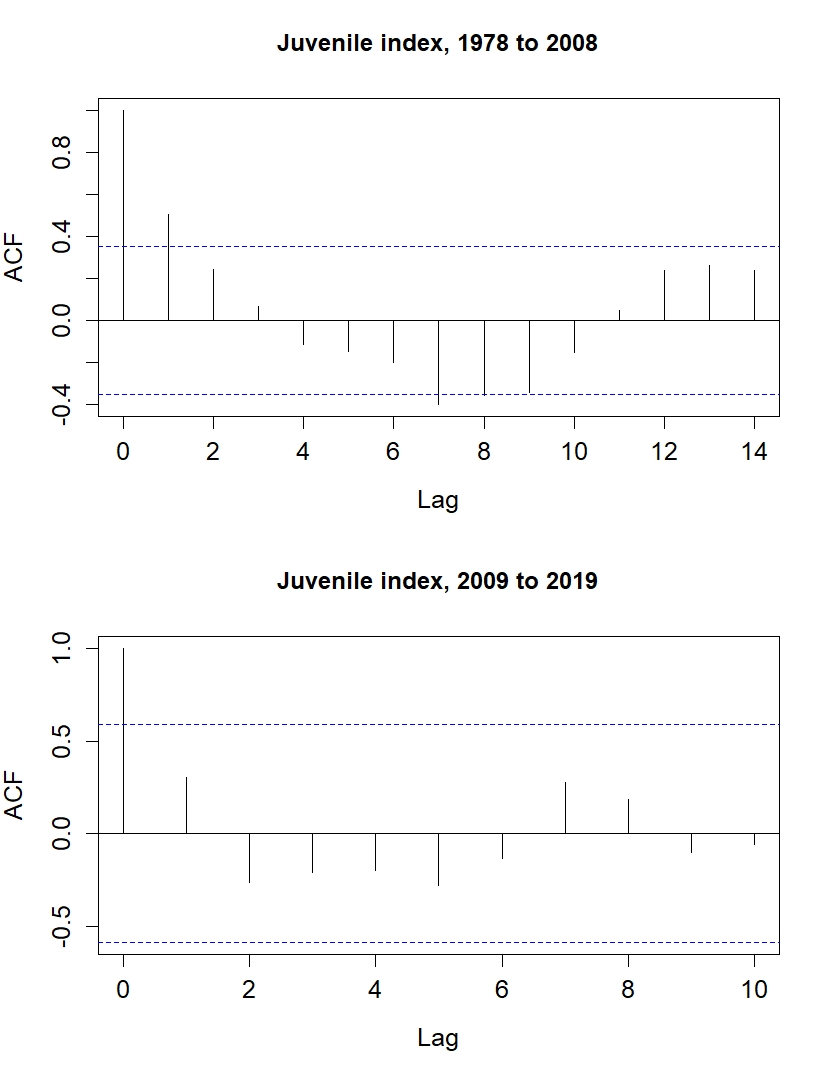 Juvenile index, 1978 to 2008
ACF
0.8
0.4
0.0
-0.4
0 2 4 6 8 10 12 14
Lag
Juvenile index, 2009 to 2019
ACF
1.0
0.5
0.0
-0.5
0 2 4 6 8 10
Lag